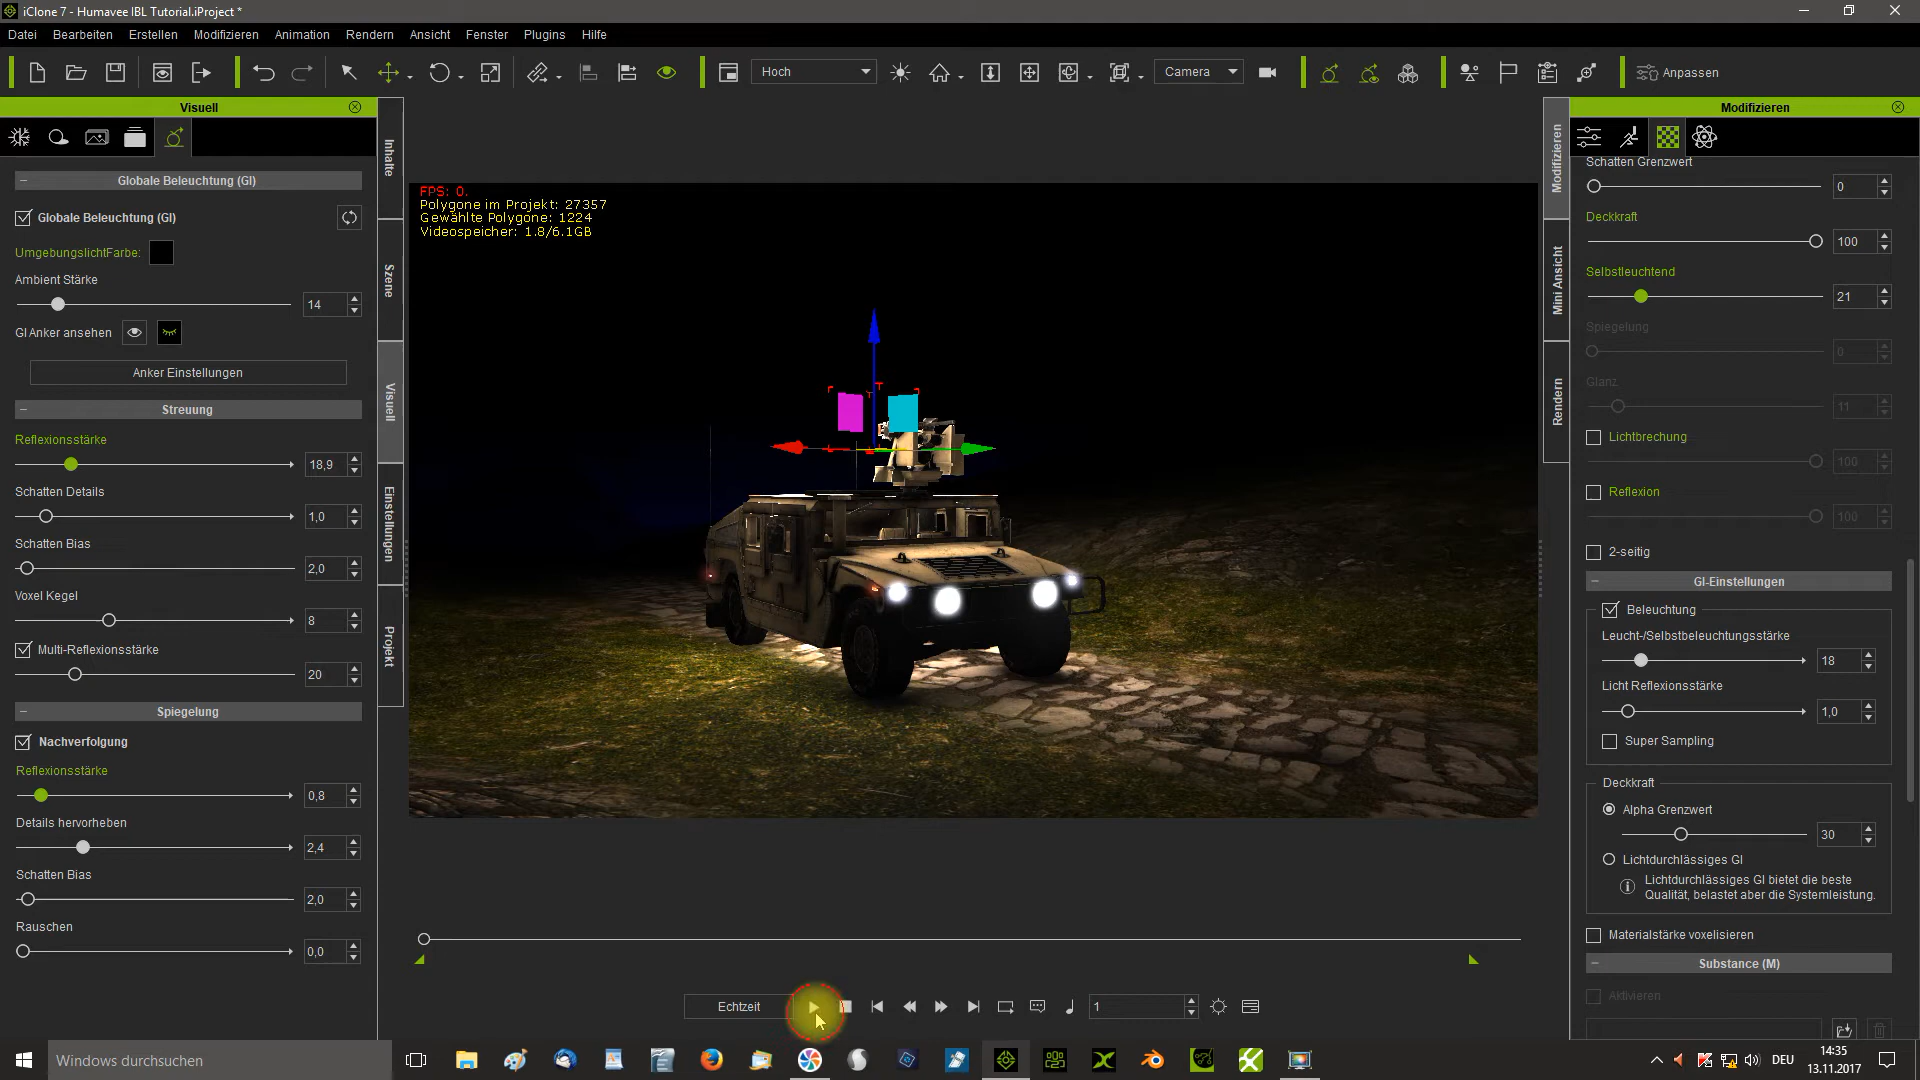 iClone 7 - Humavee IBL Tutorial.iProject *
Datei Bearbeiten Erstellen Modifizieren Animation Rendern Ansicht Fenster Plugins Hilfe
Hoch Camera Anpassen
Visuell
Globale Beleuchtung (GI)
Globale Beleuchtung (GI)
UmgebungslichtFarbe:
Ambient Stärke
14
GI Anker ansehen
Anker Einstellungen
Streuung
Reflexionsstärke
18,9
Schatten Details
1,0
Schatten Bias
2,0
Voxel Kegel
8
Multi-Reflexionsstärke
20
Spiegelung
Nachverfolgung
Reflexionsstärke
0,8
Details hervorheben
2,4
Schatten Bias
2,0
Rauschen
0,0
Inhalte
Szene
Visuell
Einstellungen
Projekt
FPS: 0.
Polygone im Projekt: 27357
Gewählte Polygone: 1224
Videospeicher: 1.8/6.1GB
Echtzeit
1
Modifizieren
Mini Ansicht
Rendern
Modifizieren
Schatten Grenzwert
0
Deckkraft
100
Selbstleuchtend
21
Spiegelung
0
Glanz
11
Lichtbrechung
100
Reflexion
100
2-seitig
GI-Einstellungen
Beleuchtung
Leucht-/Selbstbeleuchtungsstärke
18
Licht Reflexionsstärke
1,0
Super Sampling
Deckkraft
Alpha Grenzwert
30
Lichtdurchlässiges GI
Lichtdurchlässiges GI bietet die beste
Qualität, belastet aber die Systemleistung.
Materialstärke voxelisieren
Substance (M)
Aktivieren
Windows durchsuchen
DEU
14:35
13.11.2017